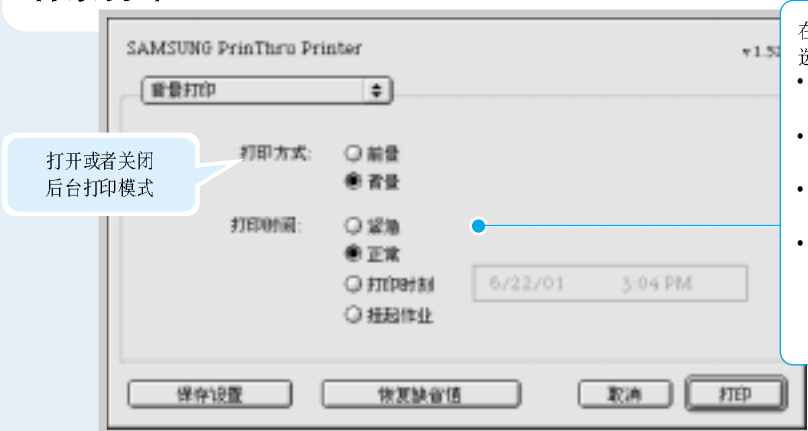 SAMSUNG PrinThru Printer
背景打印
打开或者关闭
后台打印模式
打印方式:
前景
背景
打印时间:
紧急
正常
打印时刻
6/22/01 3:04 PM
挂起作业
保存设置
恢复缺省值
取消
打印